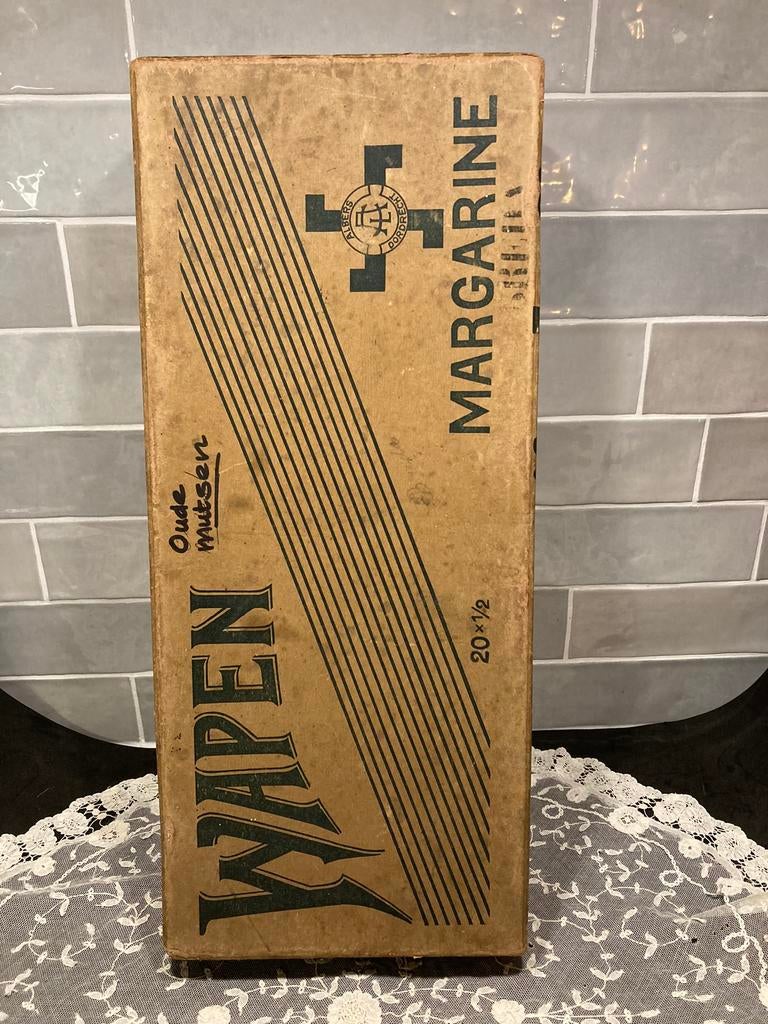 WAPEN
Oude
mutsen
ALBERS
DORDRECHT
20 x 1/2
MARGARINE